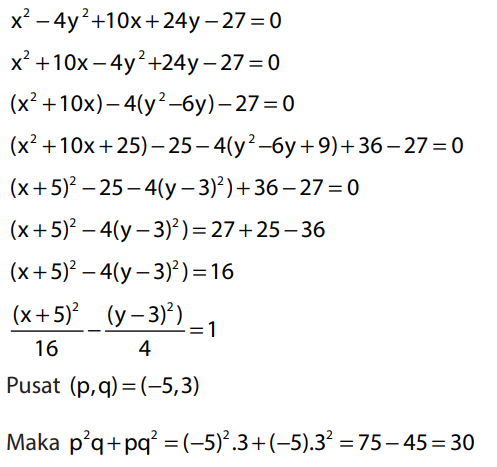 x² – 4y²+10x+24y – 27 = 0
x² +10x – 4y²+24y – 27 = 0
(x² +10x) – 4(y²–6y) – 27 = 0
(x² +10x + 25) – 25 – 4(y²–6y + 9) + 36 – 27 = 0
(x + 5)² – 25 – 4(y – 3)²) + 36 – 27 = 0
(x + 5)² – 4(y – 3)²) = 27 + 25 – 36
(x + 5)² – 4(y – 3)²) = 16
(x + 5)²/16 – (y – 3)²)/4 = 1
Pusat (p,q) = (–5,3)
Maka p²q + pq² = (–5)².3 + (–5).3² = 75 – 45 = 30